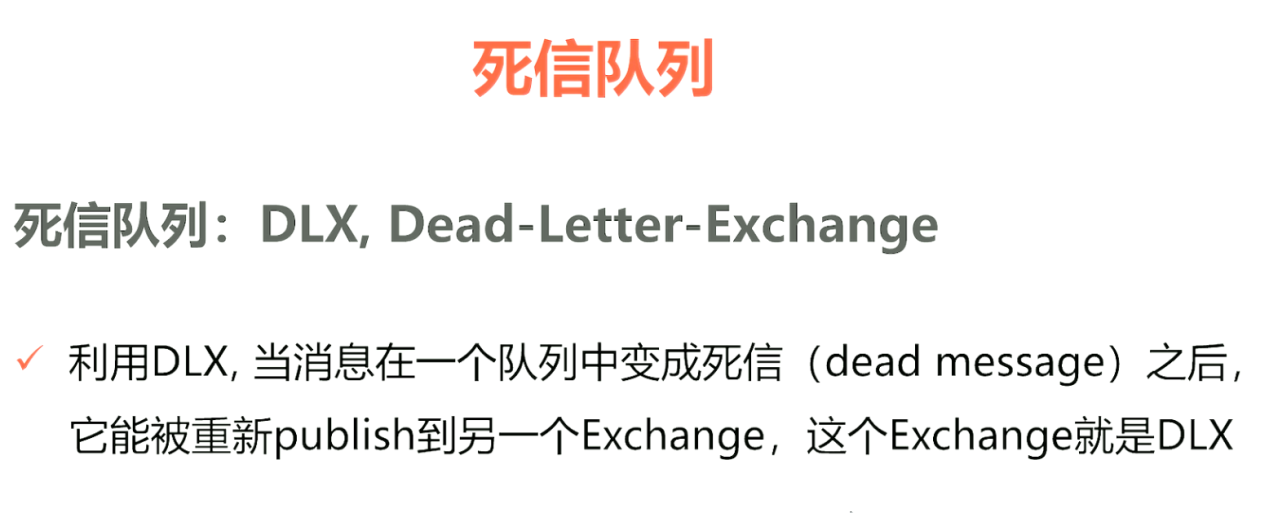 死信队列
死信队列：DLX, Dead-Letter-Exchange
利用DLX, 当消息在一个队列中变成死信（dead message）之后，
它能被重新publish到另一个Exchange，这个Exchange就是DLX